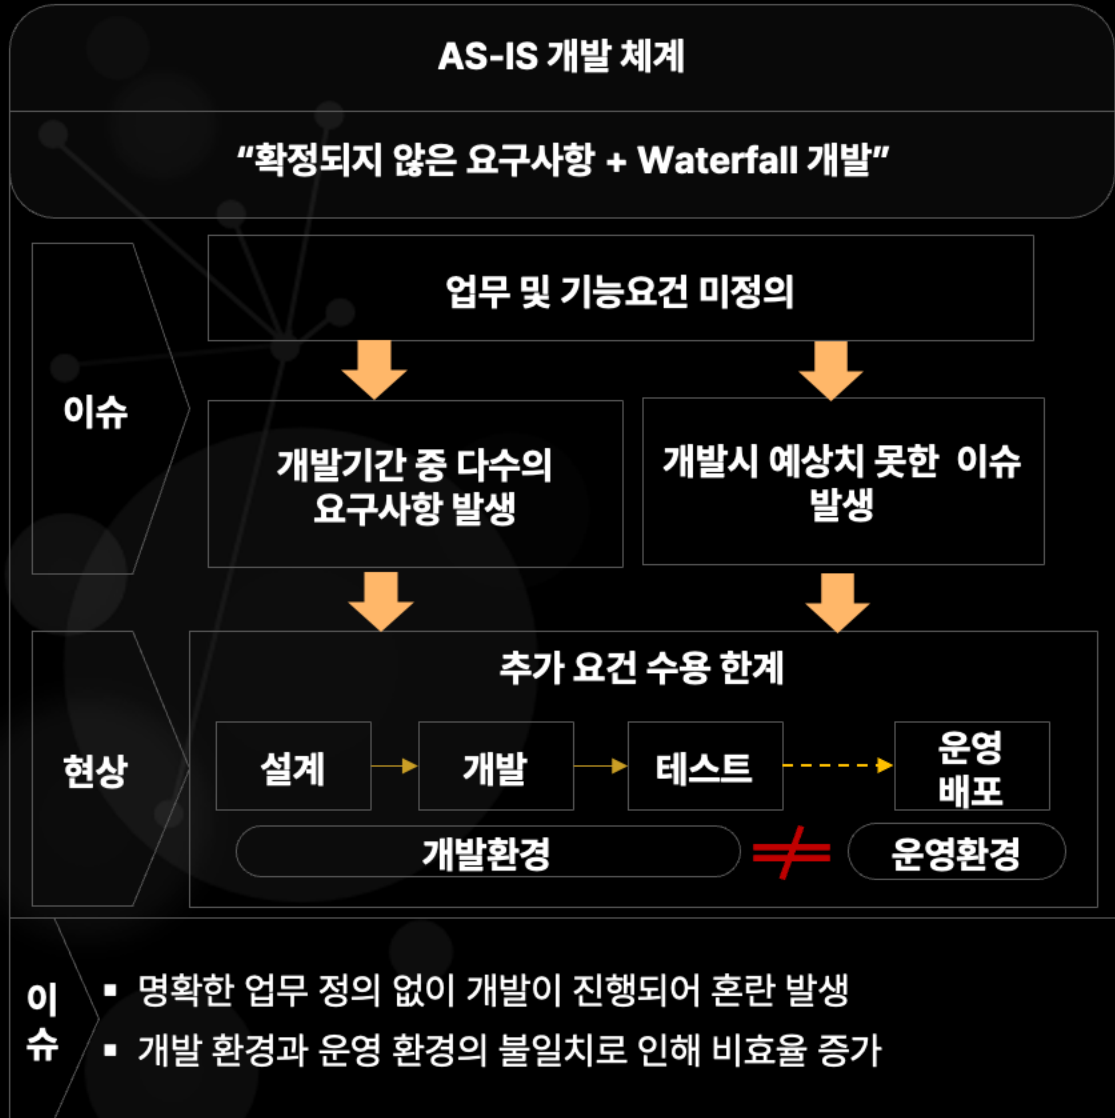 AS-IS 개발 체계
“확정되지 않은 요구사항 + Waterfall 개발”
이슈
업무 및 기능요건 미정의
개발기간 중 다수의
요구사항 발생
개발시 예상치 못한 이슈
발생
현상
추가 요건 수용 한계
설계
개발
테스트
운영
배포
개발환경
운영환경
이
슈
▪ 명확한 업무 정의 없이 개발이 진행되어 혼란 발생
▪ 개발 환경과 운영 환경의 불일치로 인해 비효율 증가